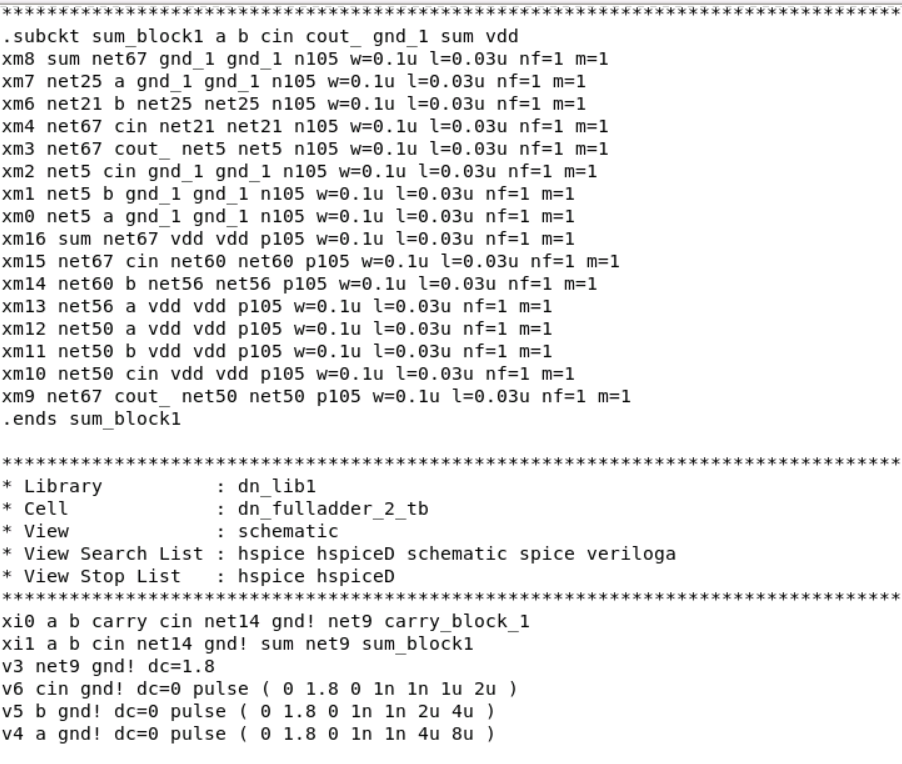 ********************************************************************************
.subckt sum_block1 a b cin cout_ gnd_1 sum vdd
xm8 sum net67 gnd_1 gnd_1 n105 w=0.1u l=0.03u nf=1 m=1
xm7 net25 a gnd_1 gnd_1 n105 w=0.1u l=0.03u nf=1 m=1
xm6 net21 b net25 net25 n105 w=0.1u l=0.03u nf=1 m=1
xm4 net67 cin net21 net21 n105 w=0.1u l=0.03u nf=1 m=1
xm3 net67 cout_ net5 net5 n105 w=0.1u l=0.03u nf=1 m=1
xm2 net5 cin gnd_1 gnd_1 n105 w=0.1u l=0.03u nf=1 m=1
xm1 net5 b gnd_1 gnd_1 n105 w=0.1u l=0.03u nf=1 m=1
xm0 net5 a gnd_1 gnd_1 n105 w=0.1u l=0.03u nf=1 m=1
xm16 sum net67 vdd vdd p105 w=0.1u l=0.03u nf=1 m=1
xm15 net67 cin net60 net60 p105 w=0.1u l=0.03u nf=1 m=1
xm14 net60 b net56 net56 p105 w=0.1u l=0.03u nf=1 m=1
xm13 net56 a vdd vdd p105 w=0.1u l=0.03u nf=1 m=1
xm12 net50 a vdd vdd p105 w=0.1u l=0.03u nf=1 m=1
xm11 net50 b vdd vdd p105 w=0.1u l=0.03u nf=1 m=1
xm10 net50 cin vdd vdd p105 w=0.1u l=0.03u nf=1 m=1
xm9 net67 cout_ net50 net50 p105 w=0.1u l=0.03u nf=1 m=1
.ends sum_block1
********************************************************************************
* Library          : dn_lib1
* Cell             : dn_fulladder_2_tb
* View             : schematic
* View Search List : hspice hspiceD schematic spice veriloga
* View Stop List   : hspice hspiceD
********************************************************************************
xi0 a b carry cin net14 gnd! net9 carry_block_1
xi1 a b cin net14 gnd! sum net9 sum_block1
v3 net9 gnd! dc=1.8
v6 cin gnd! dc=0 pulse ( 0 1.8 0 1n 1n 1u 2u )
v5 b gnd! dc=0 pulse ( 0 1.8 0 1n 1n 2u 4u )
v4 a gnd! dc=0 pulse ( 0 1.8 0 1n 1n 4u 8u )